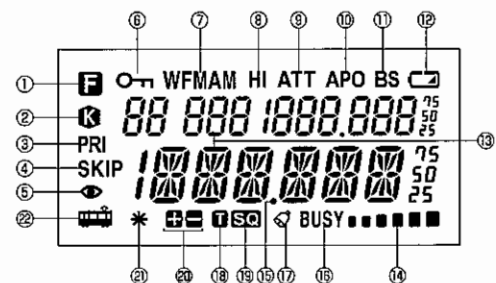 ⑥ ⑦ ⑧ ⑨ ⑩ ⑪ ⑫
① F WFMAM HI ATT APO BS
② K 88 888 1888.888 75 50 25
③ PRI ⑬
④ SKIP 75 50 25
⑤
㉒ T SQ BUSY
㉑ ⑳ ⑱ ⑲ ⑮ ⑰ ⑯ ⑭